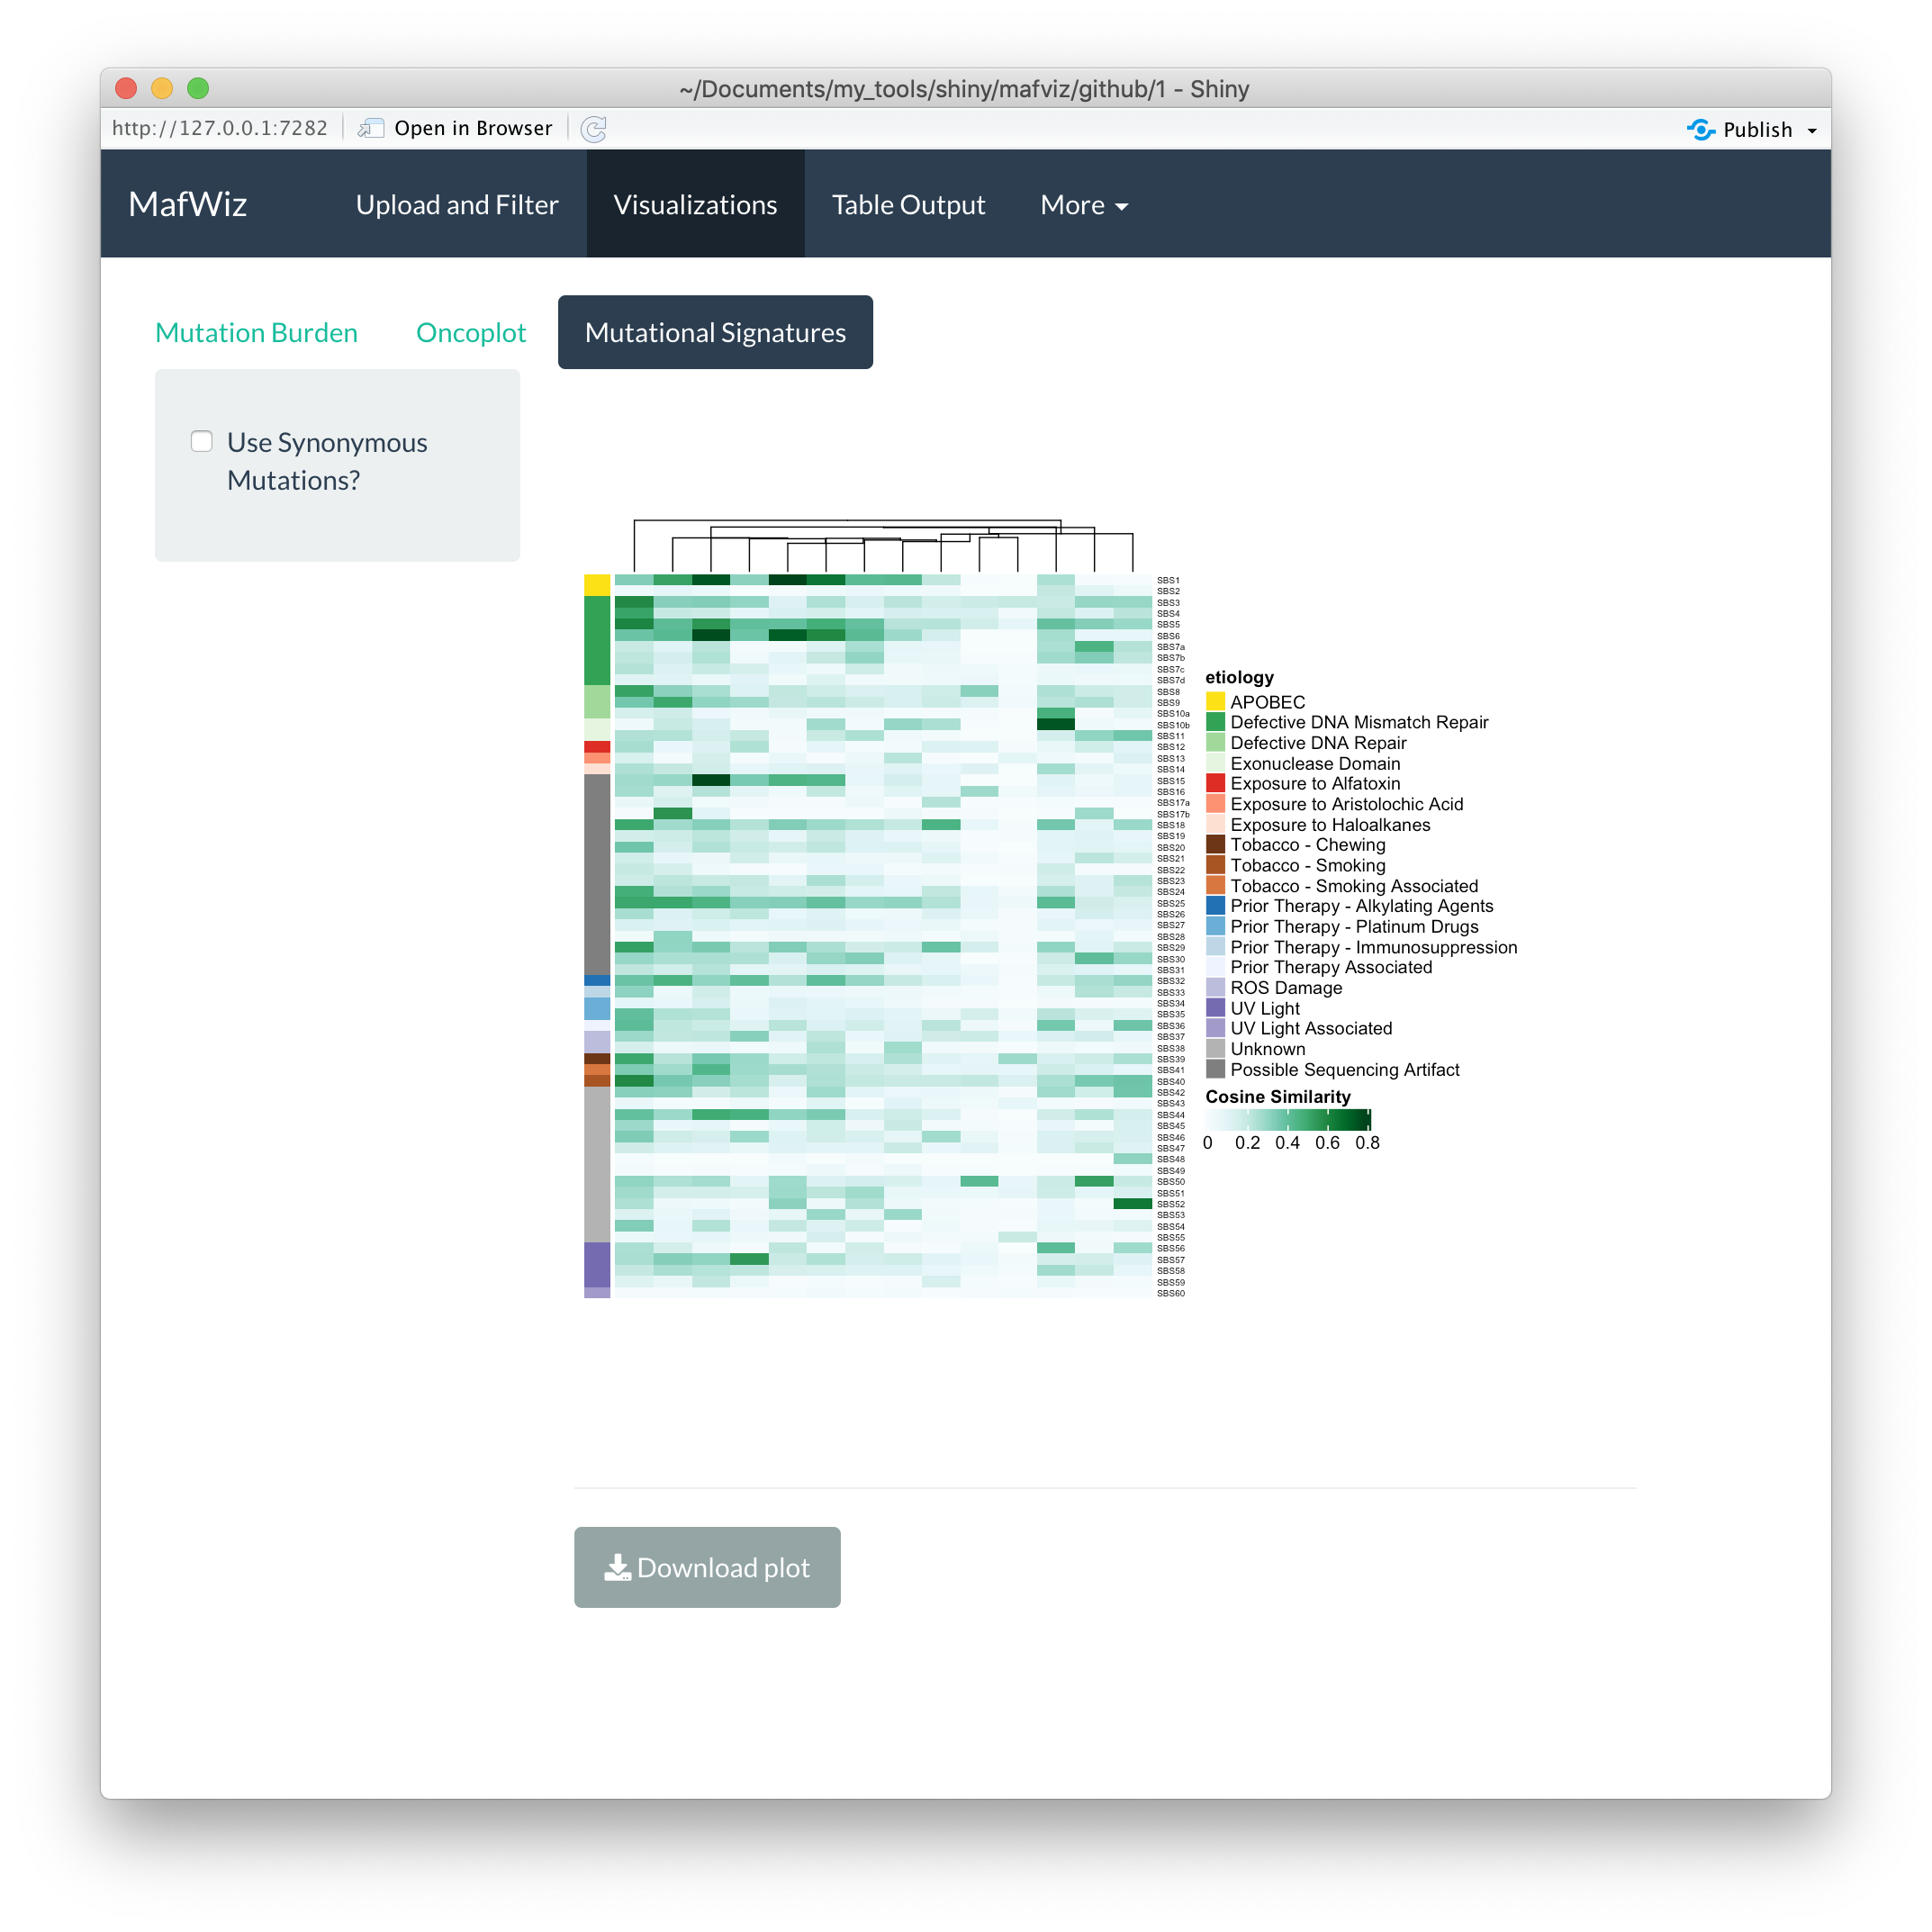 ~/Documents/my_tools/shiny/mafviz/github/1 - Shiny
http://127.0.0.1:7282 Open in Browser Publish
MafWiz Upload and Filter Visualizations Table Output More
Mutation Burden Oncoplot Mutational Signatures
Use Synonymous
Mutations?
SBS1
SBS2
SBS3
SBS4
SBS5
SBS6
SBS7a
SBS7b
SBS7c
SBS7d
SBS8
SBS9
SBS10a
SBS10b
SBS11
SBS12
SBS13
SBS14
SBS15
SBS16
SBS17a
SBS17b
SBS18
SBS19
SBS20
SBS21
SBS22
SBS23
SBS24
SBS25
SBS26
SBS27
SBS28
SBS29
SBS30
SBS31
SBS32
SBS33
SBS34
SBS35
SBS36
SBS37
SBS38
SBS39
SBS41
SBS40
SBS42
SBS43
SBS44
SBS45
SBS46
SBS47
SBS48
SBS49
SBS50
SBS51
SBS52
SBS53
SBS54
SBS55
SBS56
SBS57
SBS58
SBS59
SBS60
etiology
APOBEC
Defective DNA Mismatch Repair
Defective DNA Repair
Exonuclease Domain
Exposure to Alfatoxin
Exposure to Aristolochic Acid
Exposure to Haloalkanes
Tobacco - Chewing
Tobacco - Smoking
Tobacco - Smoking Associated
Prior Therapy - Alkylating Agents
Prior Therapy - Platinum Drugs
Prior Therapy - Immunosuppression
Prior Therapy Associated
ROS Damage
UV Light
UV Light Associated
Unknown
Possible Sequencing Artifact
Cosine Similarity
0 0.2 0.4 0.6 0.8
Download plot